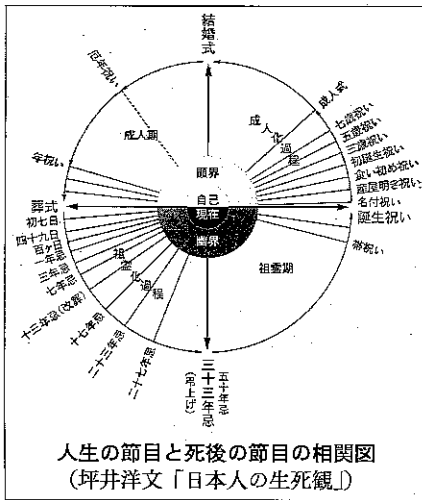 結婚式
厄年祝い
成人式
七歳祝い
五歳祝い
三歳祝い
初誕生祝い
食い初め祝い
産屋明き祝い
名付祝い
誕生祝い
帯祝い
成人化過程
成人期
年祝い
顕界
自己
現在
幽界
葬式
初七日
四十九日
百ケ日
一年忌
三年忌
七年忌
十三年忌(改葬)
十七年忌
二十三年忌
二十七年忌
三十三年忌
五十年忌
(弔上げ)
祖霊化過程
祖霊期
人生の節目と死後の節目の相関図
(坪井洋文「日本人の生死観」)